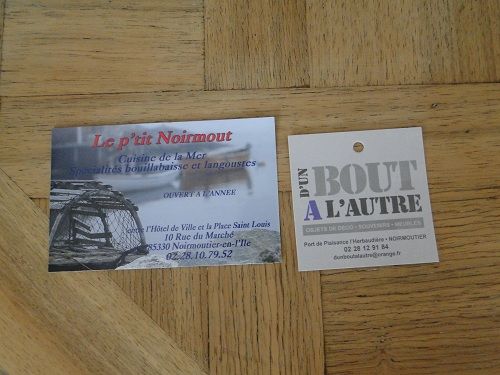 Le p'tit Noirmout
Cuisine de la Mer
Spécialités bouillabaisse et langoustes
OUVERT A L'ANNEE
entre l'Hôtel de Ville et la Place Saint Louis
10 Rue du Marché
85330 Noirmoutier-en-l'Ile
02.28.10.79.52
D'UN
BOUT
A L'AUTRE
OBJETS DE DECO - SOUVENIRS - MEUBLES
Port de Plaisance l'Herbaudière • NOIRMOUTIER
02 28 12 91 84
dunboutalautre@orange.fr